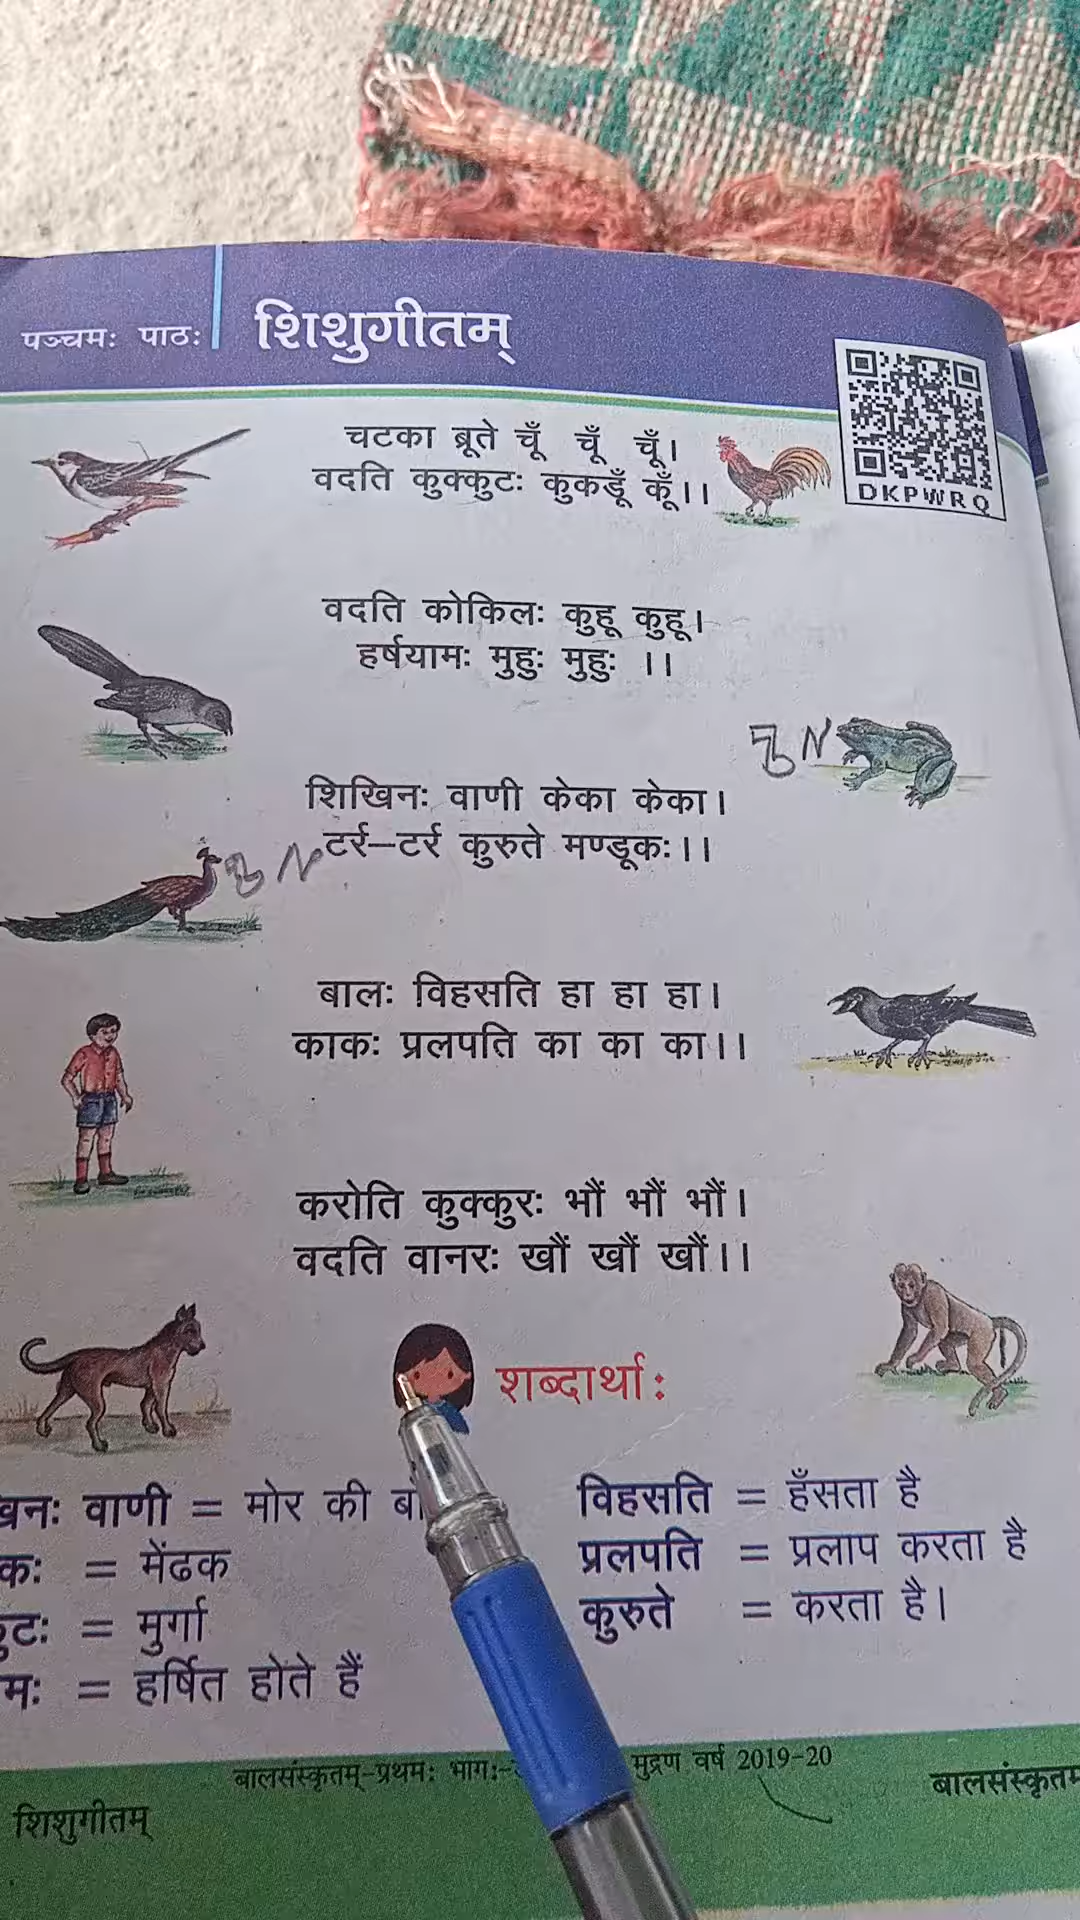 पञ्चमः पाठः
शिशुगीतम्
चटका ब्रूते चूँ चूँ चूँ।
वदति कुक्कुटः कुकडूँ कूँ।।
DKPWRQ
वदति कोकिलः कुहू कुहू।
हर्षयामः मुहुः मुहुः ।।
शिखिनः वाणी केका केका।
टर्र–टर्र कुरुते मण्डूकः।।
बालः विहसति हा हा हा।
काकः प्रलपति का का का।।
करोति कुक्कुरः भौं भौं भौं।
वदति वानरः खौं खौं खौं।।
शब्दार्थाः
वाणी = मोर की
विहसति = हँसता है
= मेंढक
प्रलपति = प्रलाप करता है
= मुर्गा
कुरुते = करता है।
= हर्षित होते हैं
बालसंस्कृतम्-प्रथमः भागः- मुद्रण वर्ष 2019-20
शिशुगीतम्
बालसंस्कृतम